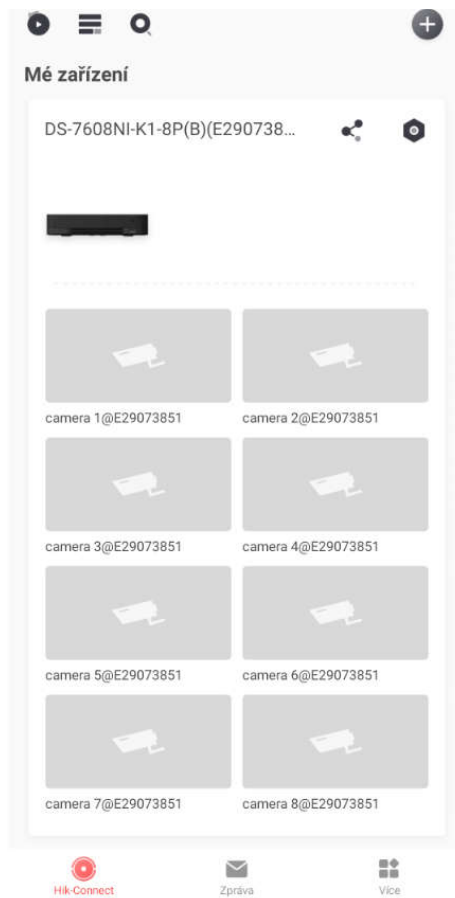 Mé zařízení
DS-7608NI-K1-8P(B)(E290738...
camera 1@E29073851
camera 2@E29073851
camera 3@E29073851
camera 4@E29073851
camera 5@E29073851
camera 6@E29073851
camera 7@E29073851
camera 8@E29073851
Hik-Connect
Zpráva
Více